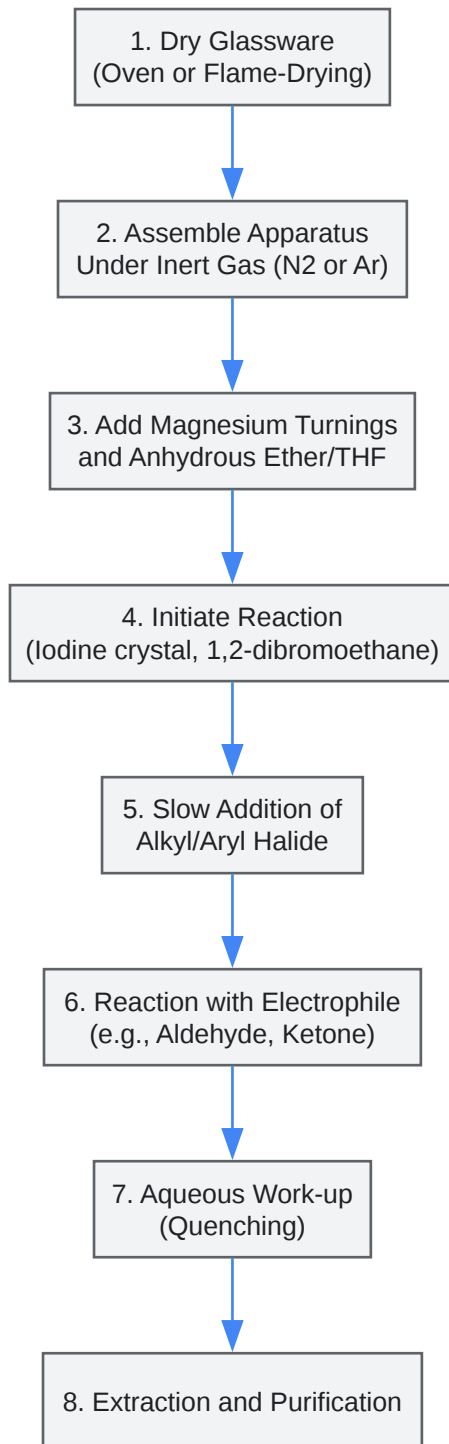 1. Dry Glassware
(Oven or Flame-Drying)
2. Assemble Apparatus
Under Inert Gas (N2 or Ar)
3. Add Magnesium Turnings
and Anhydrous Ether/THF
4. Initiate Reaction
(Iodine crystal, 1,2-dibromoethane)
5. Slow Addition of
Alkyl/Aryl Halide
6. Reaction with Electrophile
(e.g., Aldehyde, Ketone)
7. Aqueous Work-up
(Quenching)
8. Extraction and Purification